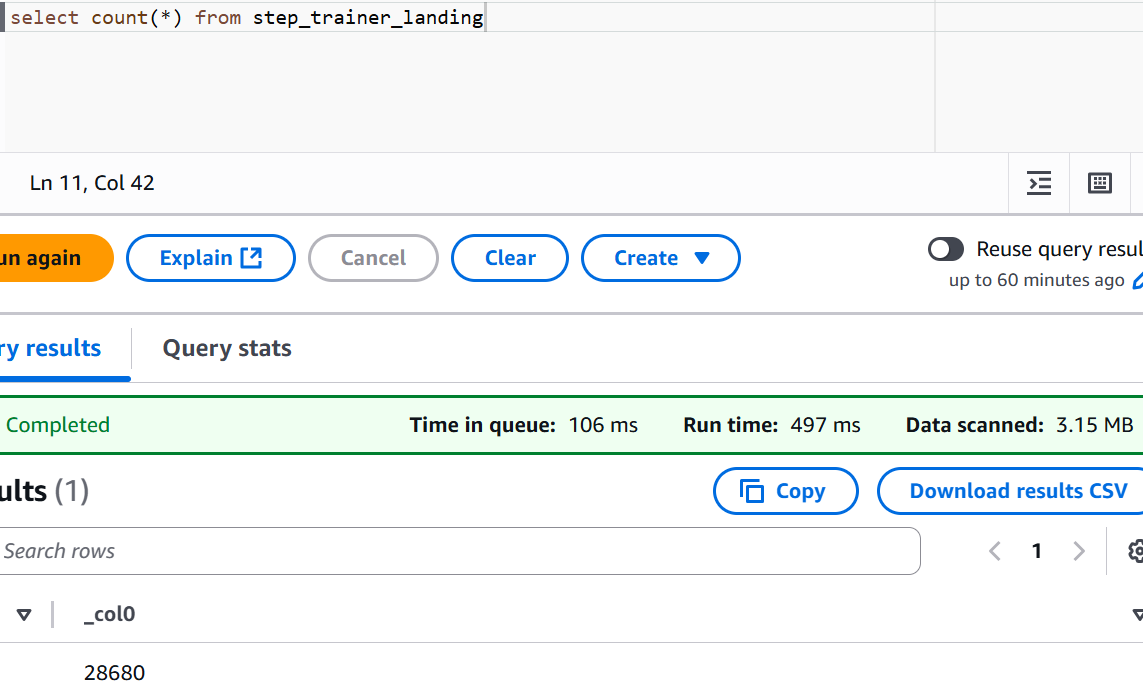 select count(*) from step_trainer_landing
Ln 11, Col 42
un again Explain Cancel Clear Create Reuse query resul
up to 60 minutes ago
ry results Query stats
Completed Time in queue: 106 ms Run time: 497 ms Data scanned: 3.15 MB
ults (1) Copy Download results CSV
Search rows 1
_col0
28680